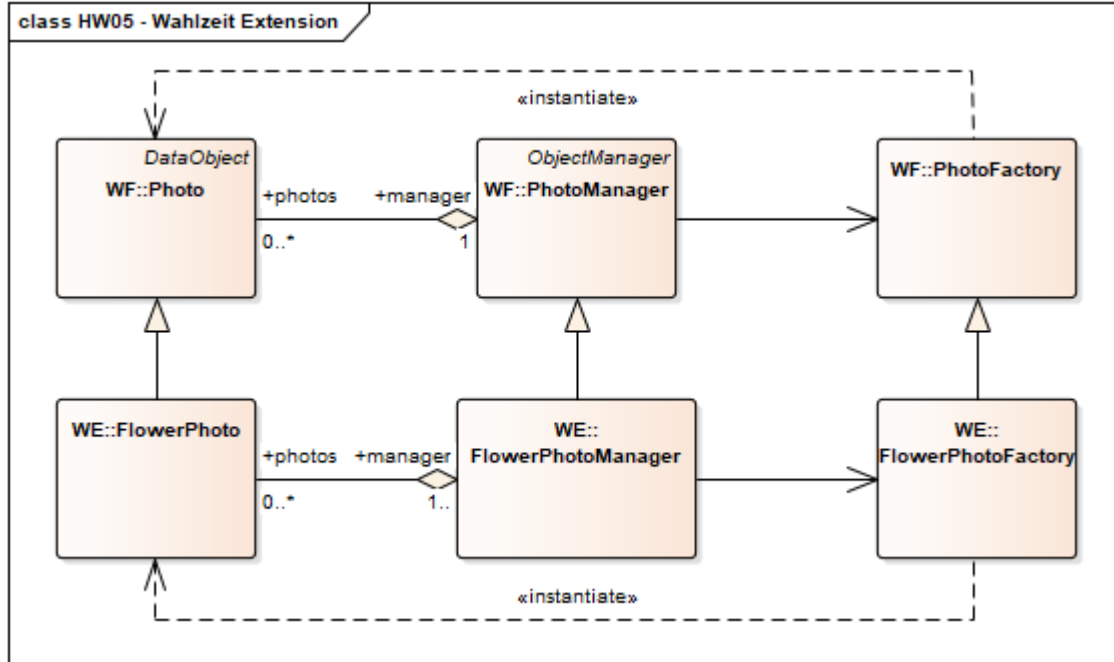 class HW05 - Wahlzeit Extension
«instantiate»
DataObject
WF::Photo
ObjectManager
WF::PhotoManager
WF::PhotoFactory
+photos
+manager
0..*
1
WE::FlowerPhoto
WE::
FlowerPhotoManager
WE::
FlowerPhotoFactory
+photos
+manager
0..*
1..
«instantiate»